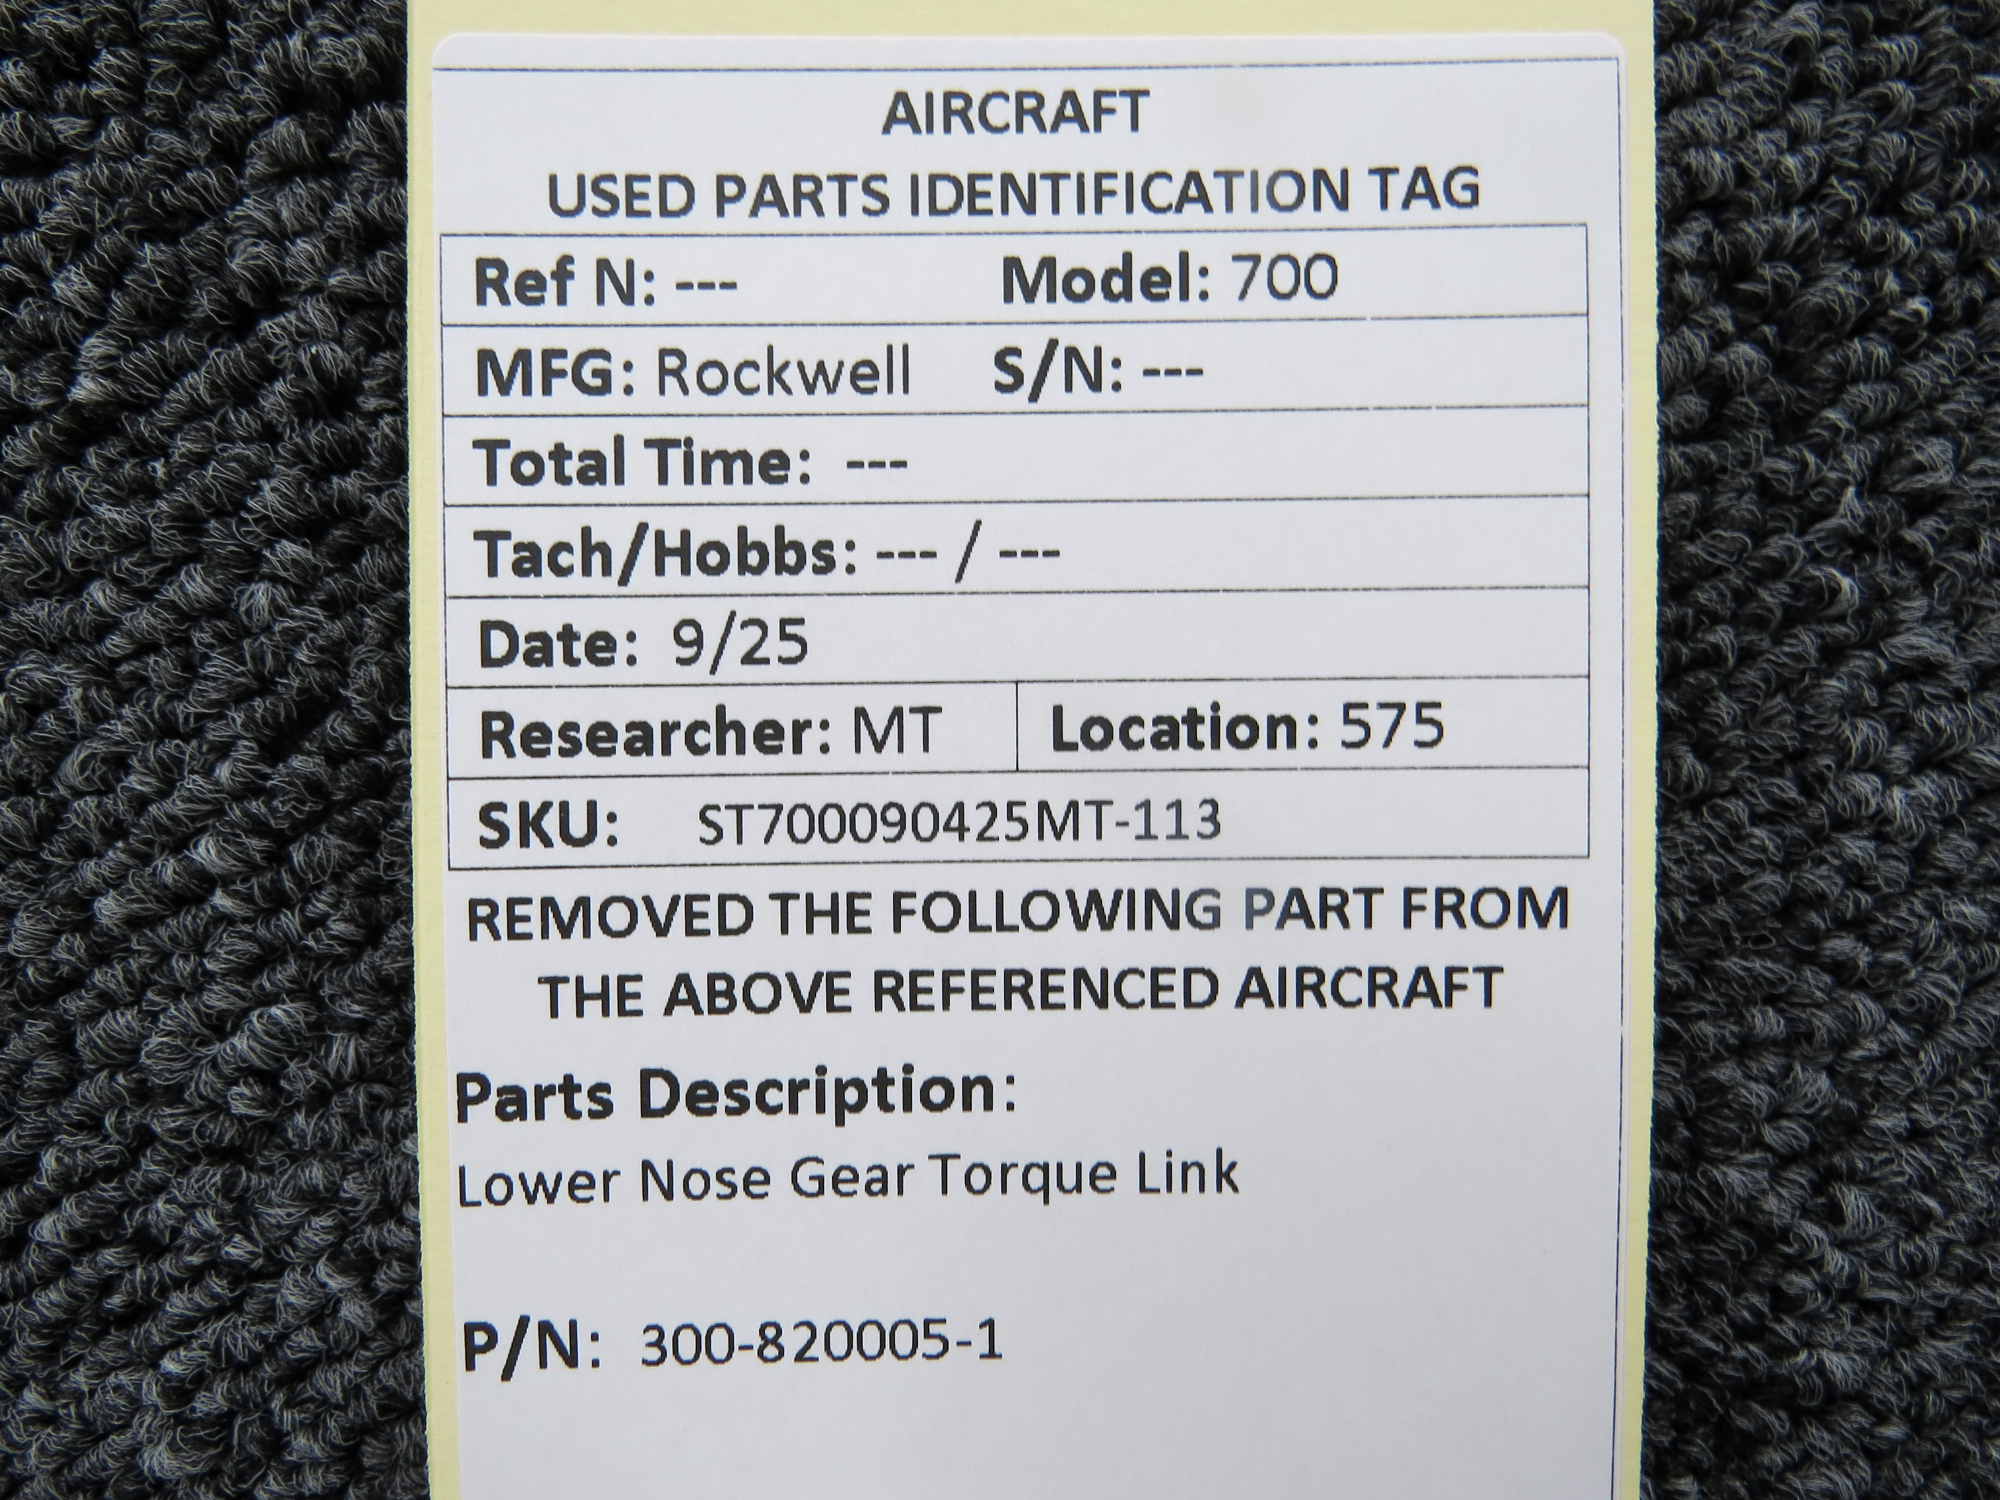 AIRCRAFT
USED PARTS IDENTIFICATION TAG
Ref N: --- Model: 700
MFG: Rockwell S/N: ---
Total Time: ---
Tach/Hobbs: --- / ---
Date: 9/25
Researcher: MT Location: 575
SKU: ST700090425MT-113
REMOVED THE FOLLOWING PART FROM
THE ABOVE REFERENCED AIRCRAFT
Parts Description:
Lower Nose Gear Torque Link
P/N: 300-820005-1